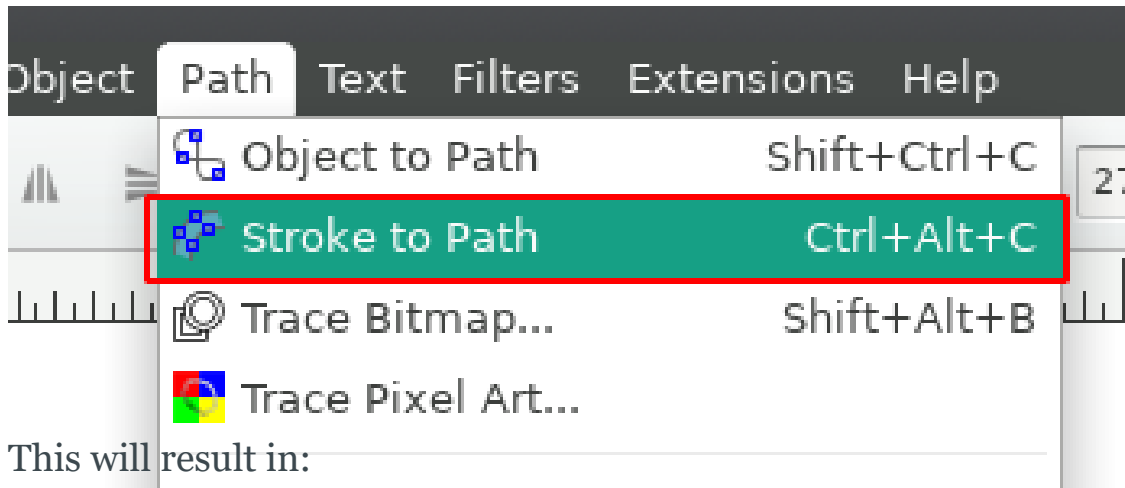 Object Path Text Filters Extensions Help
Object to Path Shift+Ctrl+C
27
Stroke to Path Ctrl+Alt+C
Trace Bitmap... Shift+Alt+B
Trace Pixel Art...
This will result in: